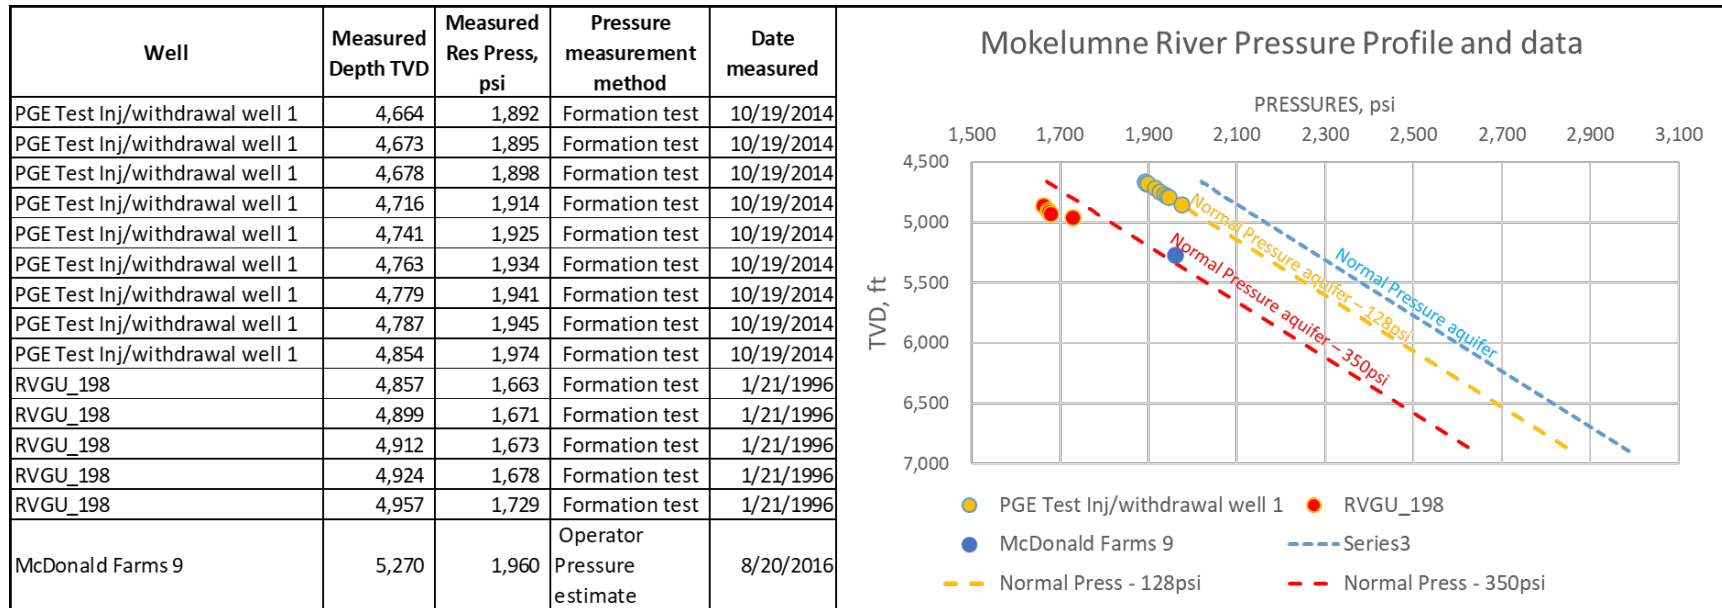 Well Measured Depth TVD Measured Res Press, psi Pressure measurement method Date measured
PGE Test Inj/withdrawal well 1 4,664 1,892 Formation test 10/19/2014
PGE Test Inj/withdrawal well 1 4,673 1,895 Formation test 10/19/2014
PGE Test Inj/withdrawal well 1 4,678 1,898 Formation test 10/19/2014
PGE Test Inj/withdrawal well 1 4,716 1,914 Formation test 10/19/2014
PGE Test Inj/withdrawal well 1 4,741 1,925 Formation test 10/19/2014
PGE Test Inj/withdrawal well 1 4,763 1,934 Formation test 10/19/2014
PGE Test Inj/withdrawal well 1 4,779 1,941 Formation test 10/19/2014
PGE Test Inj/withdrawal well 1 4,787 1,945 Formation test 10/19/2014
PGE Test Inj/withdrawal well 1 4,854 1,974 Formation test 10/19/2014
RVGU_198 4,857 1,663 Formation test 1/21/1996
RVGU_198 4,899 1,671 Formation test 1/21/1996
RVGU_198 4,912 1,673 Formation test 1/21/1996
RVGU_198 4,924 1,678 Formation test 1/21/1996
RVGU_198 4,957 1,729 Formation test 1/21/1996
McDonald Farms 9 5,270 1,960 Operator Pressure estimate 8/20/2016
Mokelumne River Pressure Profile and data
PRESSURES, psi
1,500 1,700 1,900 2,100 2,300 2,500 2,700 2,900 3,100
TVD, ft
4,500
5,000
5,500
6,000
6,500
7,000
Normal Pressure aquifer – 128psi
Normal Pressure aquifer
Normal Pressure aquifer – 350psi
PGE Test Inj/withdrawal well 1 RVGU_198
McDonald Farms 9 Series3
Normal Press - 128psi Normal Press - 350psi